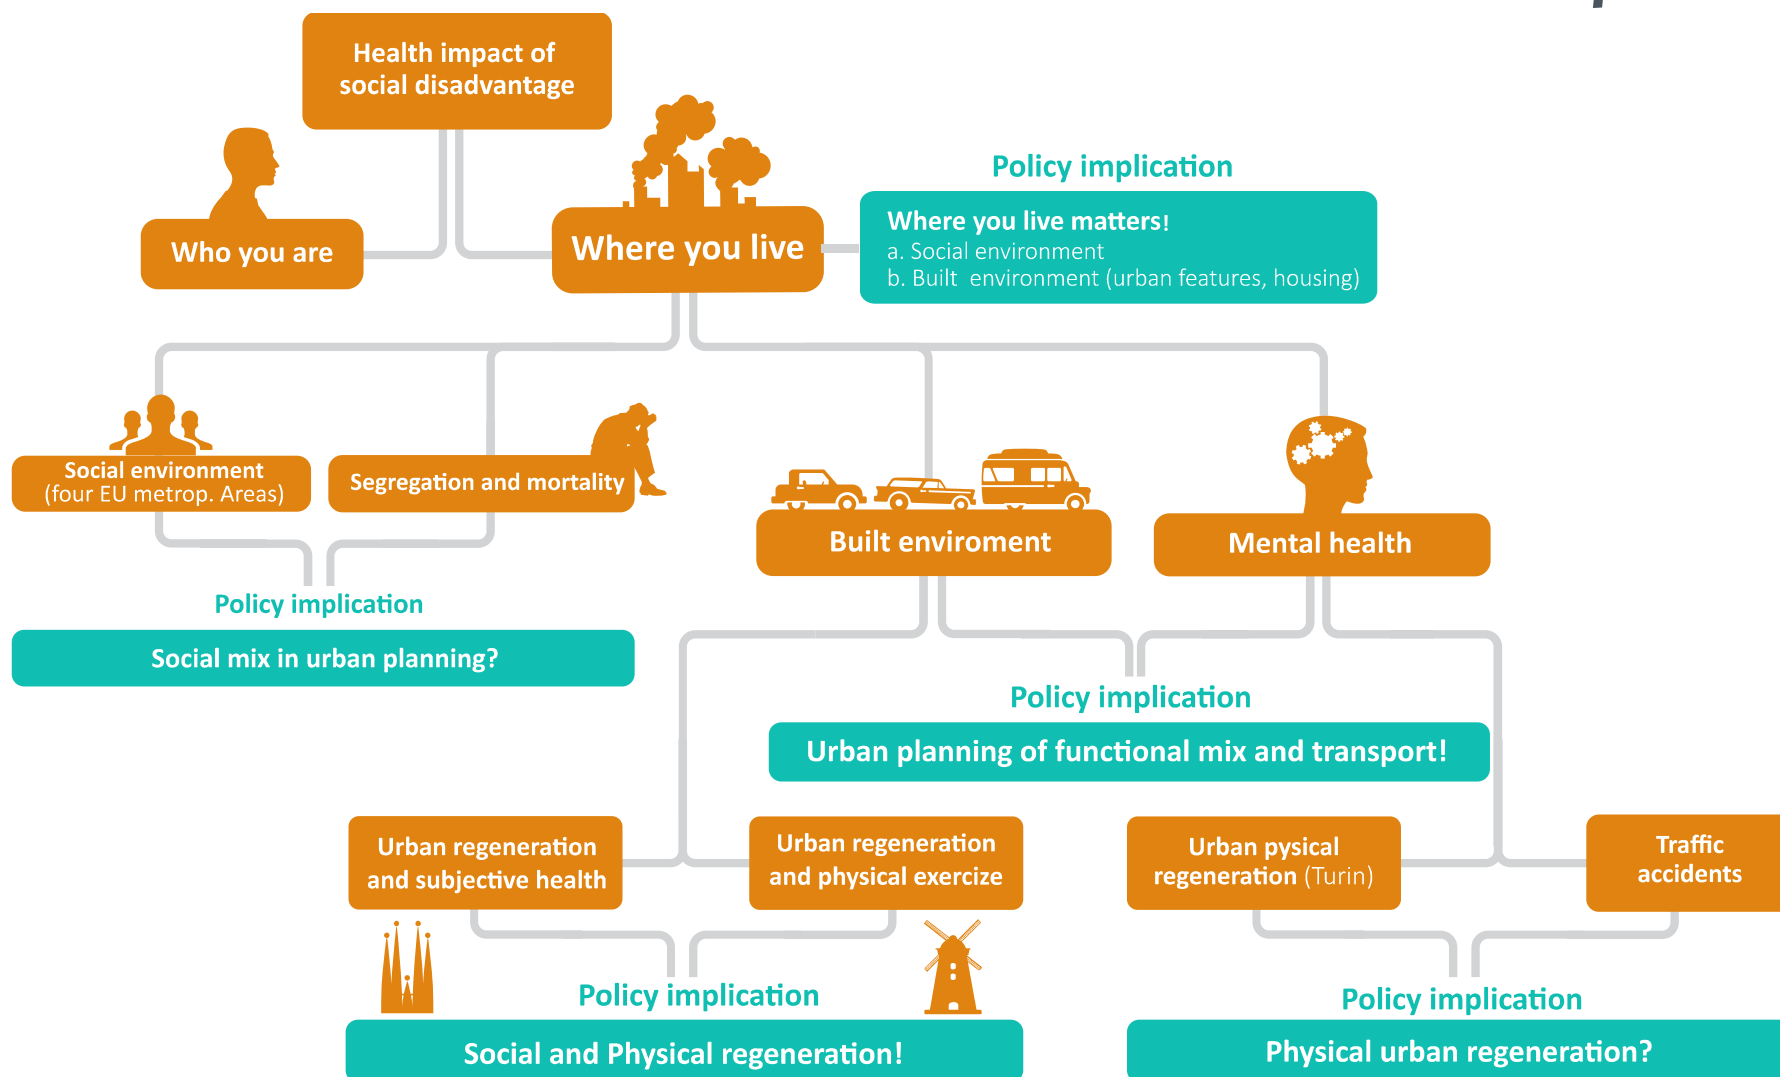 Health impact of
social disadvantage
Who you are
Where you live
Policy implication
Where you live matters!
a. Social environment
b. Built environment (urban features, housing)
Social environment
(four EU metrop. Areas)
Segregation and mortality
Built enviroment
Mental health
Policy implication
Social mix in urban planning?
Policy implication
Urban planning of functional mix and transport!
Urban regeneration
and subjective health
Urban regeneration
and physical exercize
Urban pysical
regeneration (Turin)
Traffic
accidents
Policy implication
Social and Physical regeneration!
Policy implication
Physical urban regeneration?